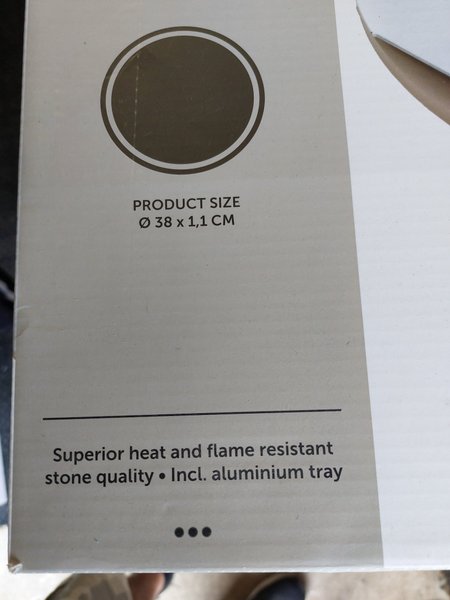 PRODUCT SIZE
Ø 38 x 1,1 CM
Superior heat and flame resistant
stone quality • Incl. aluminium tray